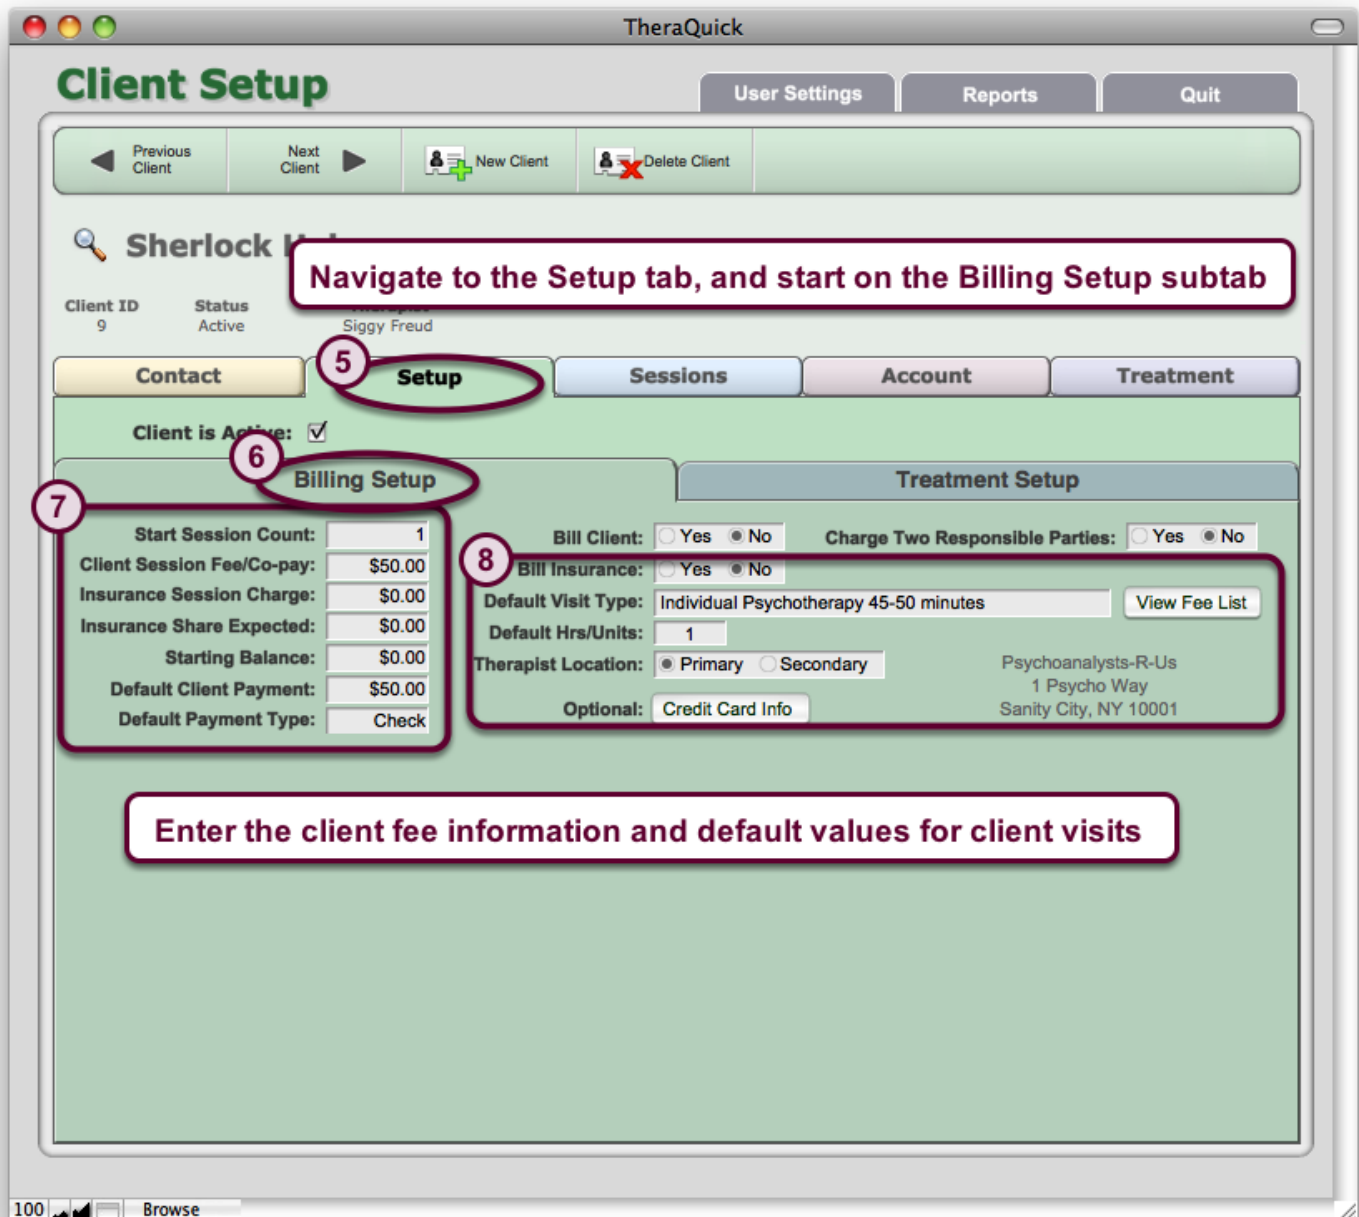 TheraQuick
Client Setup
User Settings
Reports
Quit
Previous
Client
Next
Client
New Client
Delete Client
Sherlock
Navigate to the Setup tab, and start on the Billing Setup subtab
Client ID
Status
9
Active
Siggy Freud
Contact
5
Setup
Sessions
Account
Treatment
Client is Active:
6
Billing Setup
Treatment Setup
7
Start Session Count: 1
Client Session Fee/Co-pay: $50.00
Insurance Session Charge: $0.00
Insurance Share Expected: $0.00
Starting Balance: $0.00
Default Client Payment: $50.00
Default Payment Type: Check
Bill Client: Yes No
Charge Two Responsible Parties: Yes No
8
Bill Insurance: Yes No
Default Visit Type: Individual Psychotherapy 45-50 minutes
View Fee List
Default Hrs/Units: 1
Therapist Location: Primary Secondary
Psychoanalysts-R-Us
1 Psycho Way
Sanity City, NY 10001
Optional: Credit Card Info
Enter the client fee information and default values for client visits
100
Browse